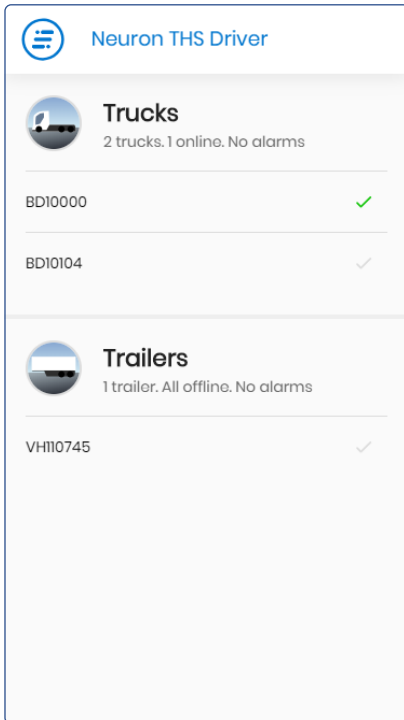 Neuron THS Driver
Trucks
2 trucks. 1 online. No alarms
BD10000
BD10104
Trailers
1 trailer. All offline. No alarms
VH110745